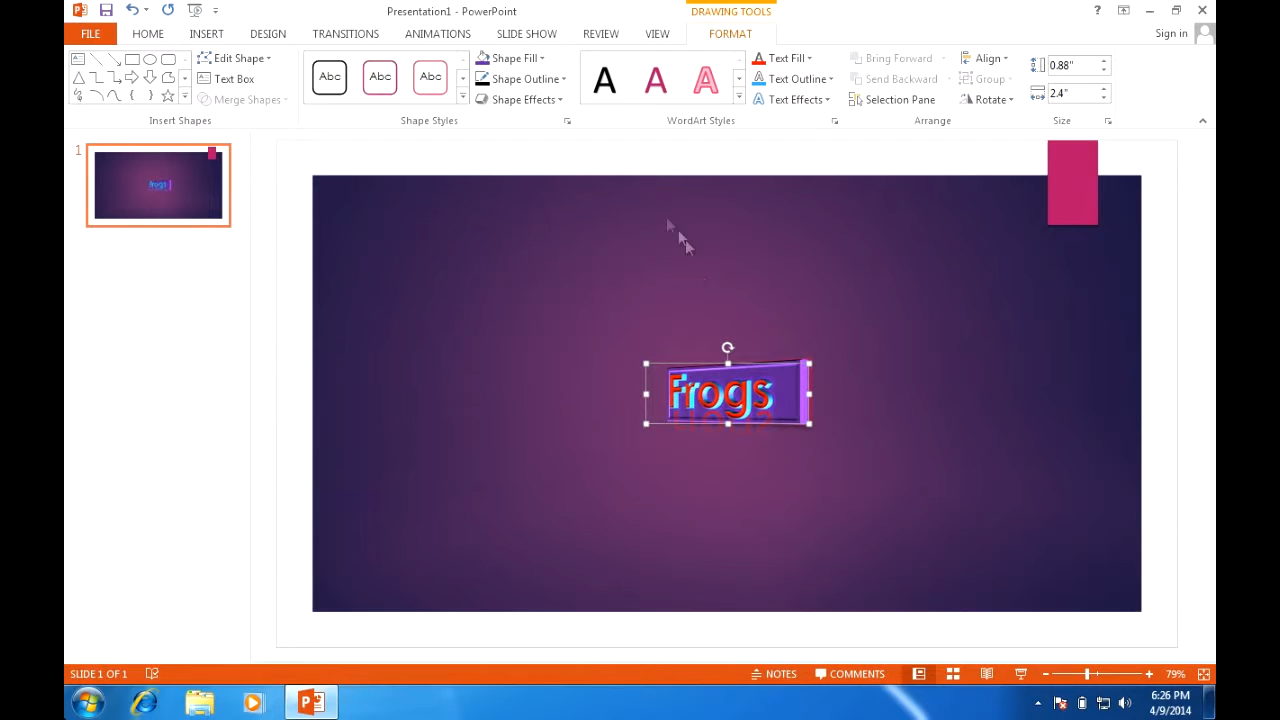 Presentation1 - PowerPoint
DRAWING TOOLS
?
FILE
HOME
INSERT
DESIGN
TRANSITIONS
ANIMATIONS
SLIDE SHOW
REVIEW
VIEW
FORMAT
Sign in
Edit Shape
Text Box
Merge Shapes
Insert Shapes
Abc
Abc
Abc
Shape Fill
Shape Outline
Shape Effects
Shape Styles
A
A
A
Text Fill
Text Outline
Text Effects
WordArt Styles
Bring Forward
Send Backward
Selection Pane
Align
Group
Rotate
Arrange
0.88"
2.4"
Size
1
Frogs
Frogs
SLIDE 1 OF 1
NOTES
COMMENTS
79%
6:26 PM
4/9/2014